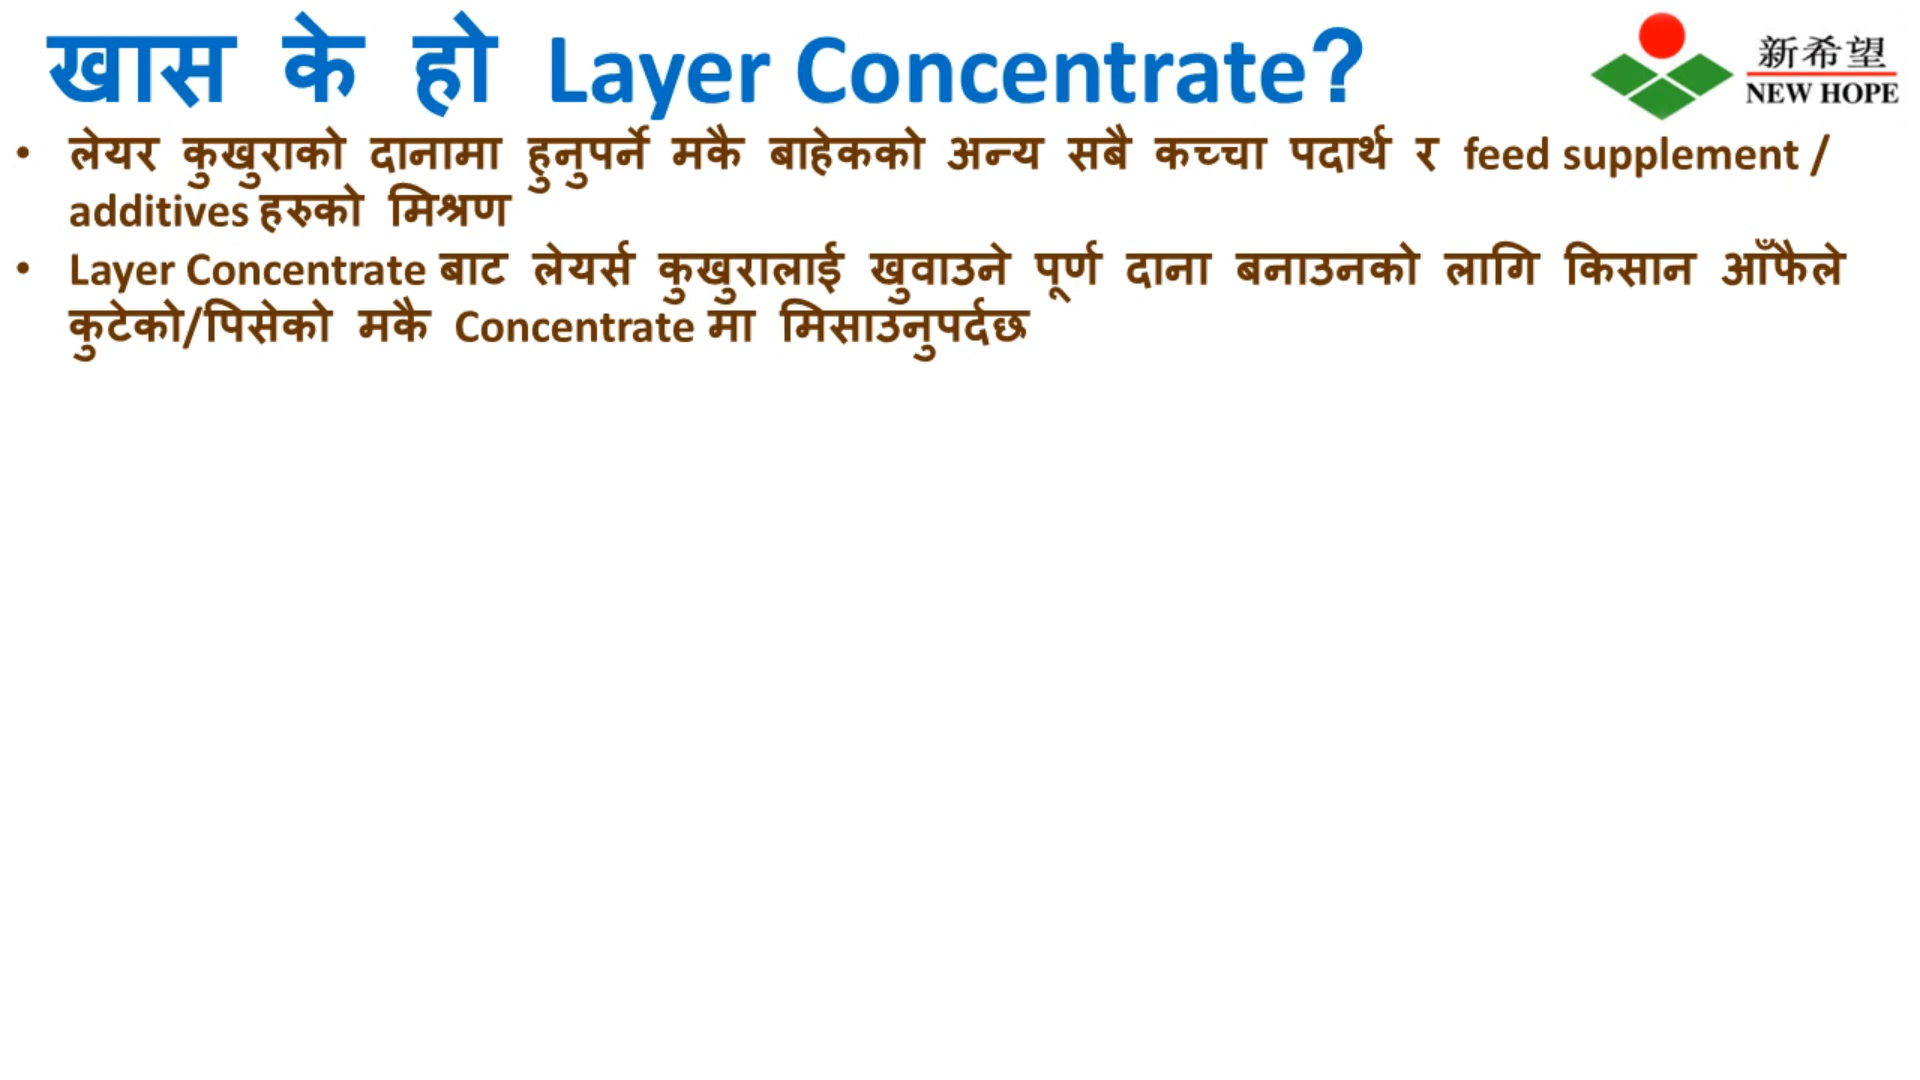 खास के हो Layer Concentrate?
新希望
NEW HOPE
• लेयर कुखुराको दानामा हुनुपर्ने मकै बाहेकको अन्य सबै कच्चा पदार्थ र feed supplement /
additives हरुको मिश्रण
• Layer Concentrate बाट लेयर्स कुखुरालाई खुवाउने पूर्ण दाना बनाउनको लागि किसान आँफैले
कुटेको/पिसेको मकै Concentrate मा मिसाउनुपर्दछ